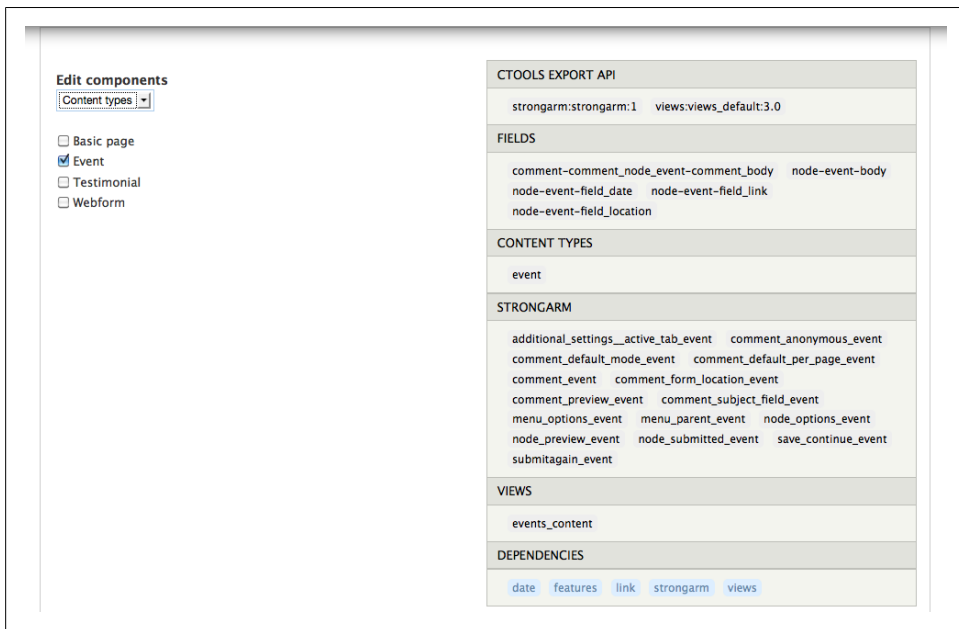 Edit components
Content types
Basic page
Event
Testimonial
Webform
CTOOLS EXPORT API
strongarm:strongarm:1 views:views_default:3.0
FIELDS
comment-comment_node_event-comment_body node-event-body
node-event-field_date node-event-field_link
node-event-field_location
CONTENT TYPES
event
STRONGARM
additional_settings__active_tab_event comment_anonymous_event
comment_default_mode_event comment_default_per_page_event
comment_event comment_form_location_event
comment_preview_event comment_subject_field_event
menu_options_event menu_parent_event node_options_event
node_preview_event node_submitted_event save_continue_event
submitagain_event
VIEWS
events_content
DEPENDENCIES
date features link strongarm views